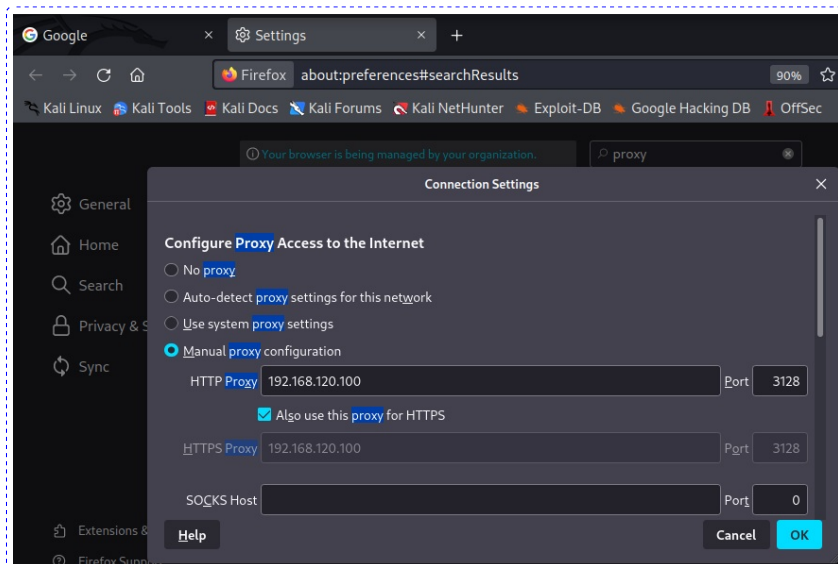 Google
Settings
Firefox about:preferences#searchResults 90%
Kali Linux Kali Tools Kali Docs Kali Forums Kali NetHunter Exploit-DB Google Hacking DB OffSec
Your browser is being managed by your organization. proxy
Connection Settings
General
Home
Search
Privacy & S
Sync
Configure Proxy Access to the Internet
No proxy
Auto-detect proxy settings for this network
Use system proxy settings
Manual proxy configuration
HTTP Proxy 192.168.120.100 Port 3128
Also use this proxy for HTTPS
HTTPS Proxy 192.168.120.100 Port 3128
SOCKS Host Port 0
Extensions &
Firefox Support
Help Cancel OK